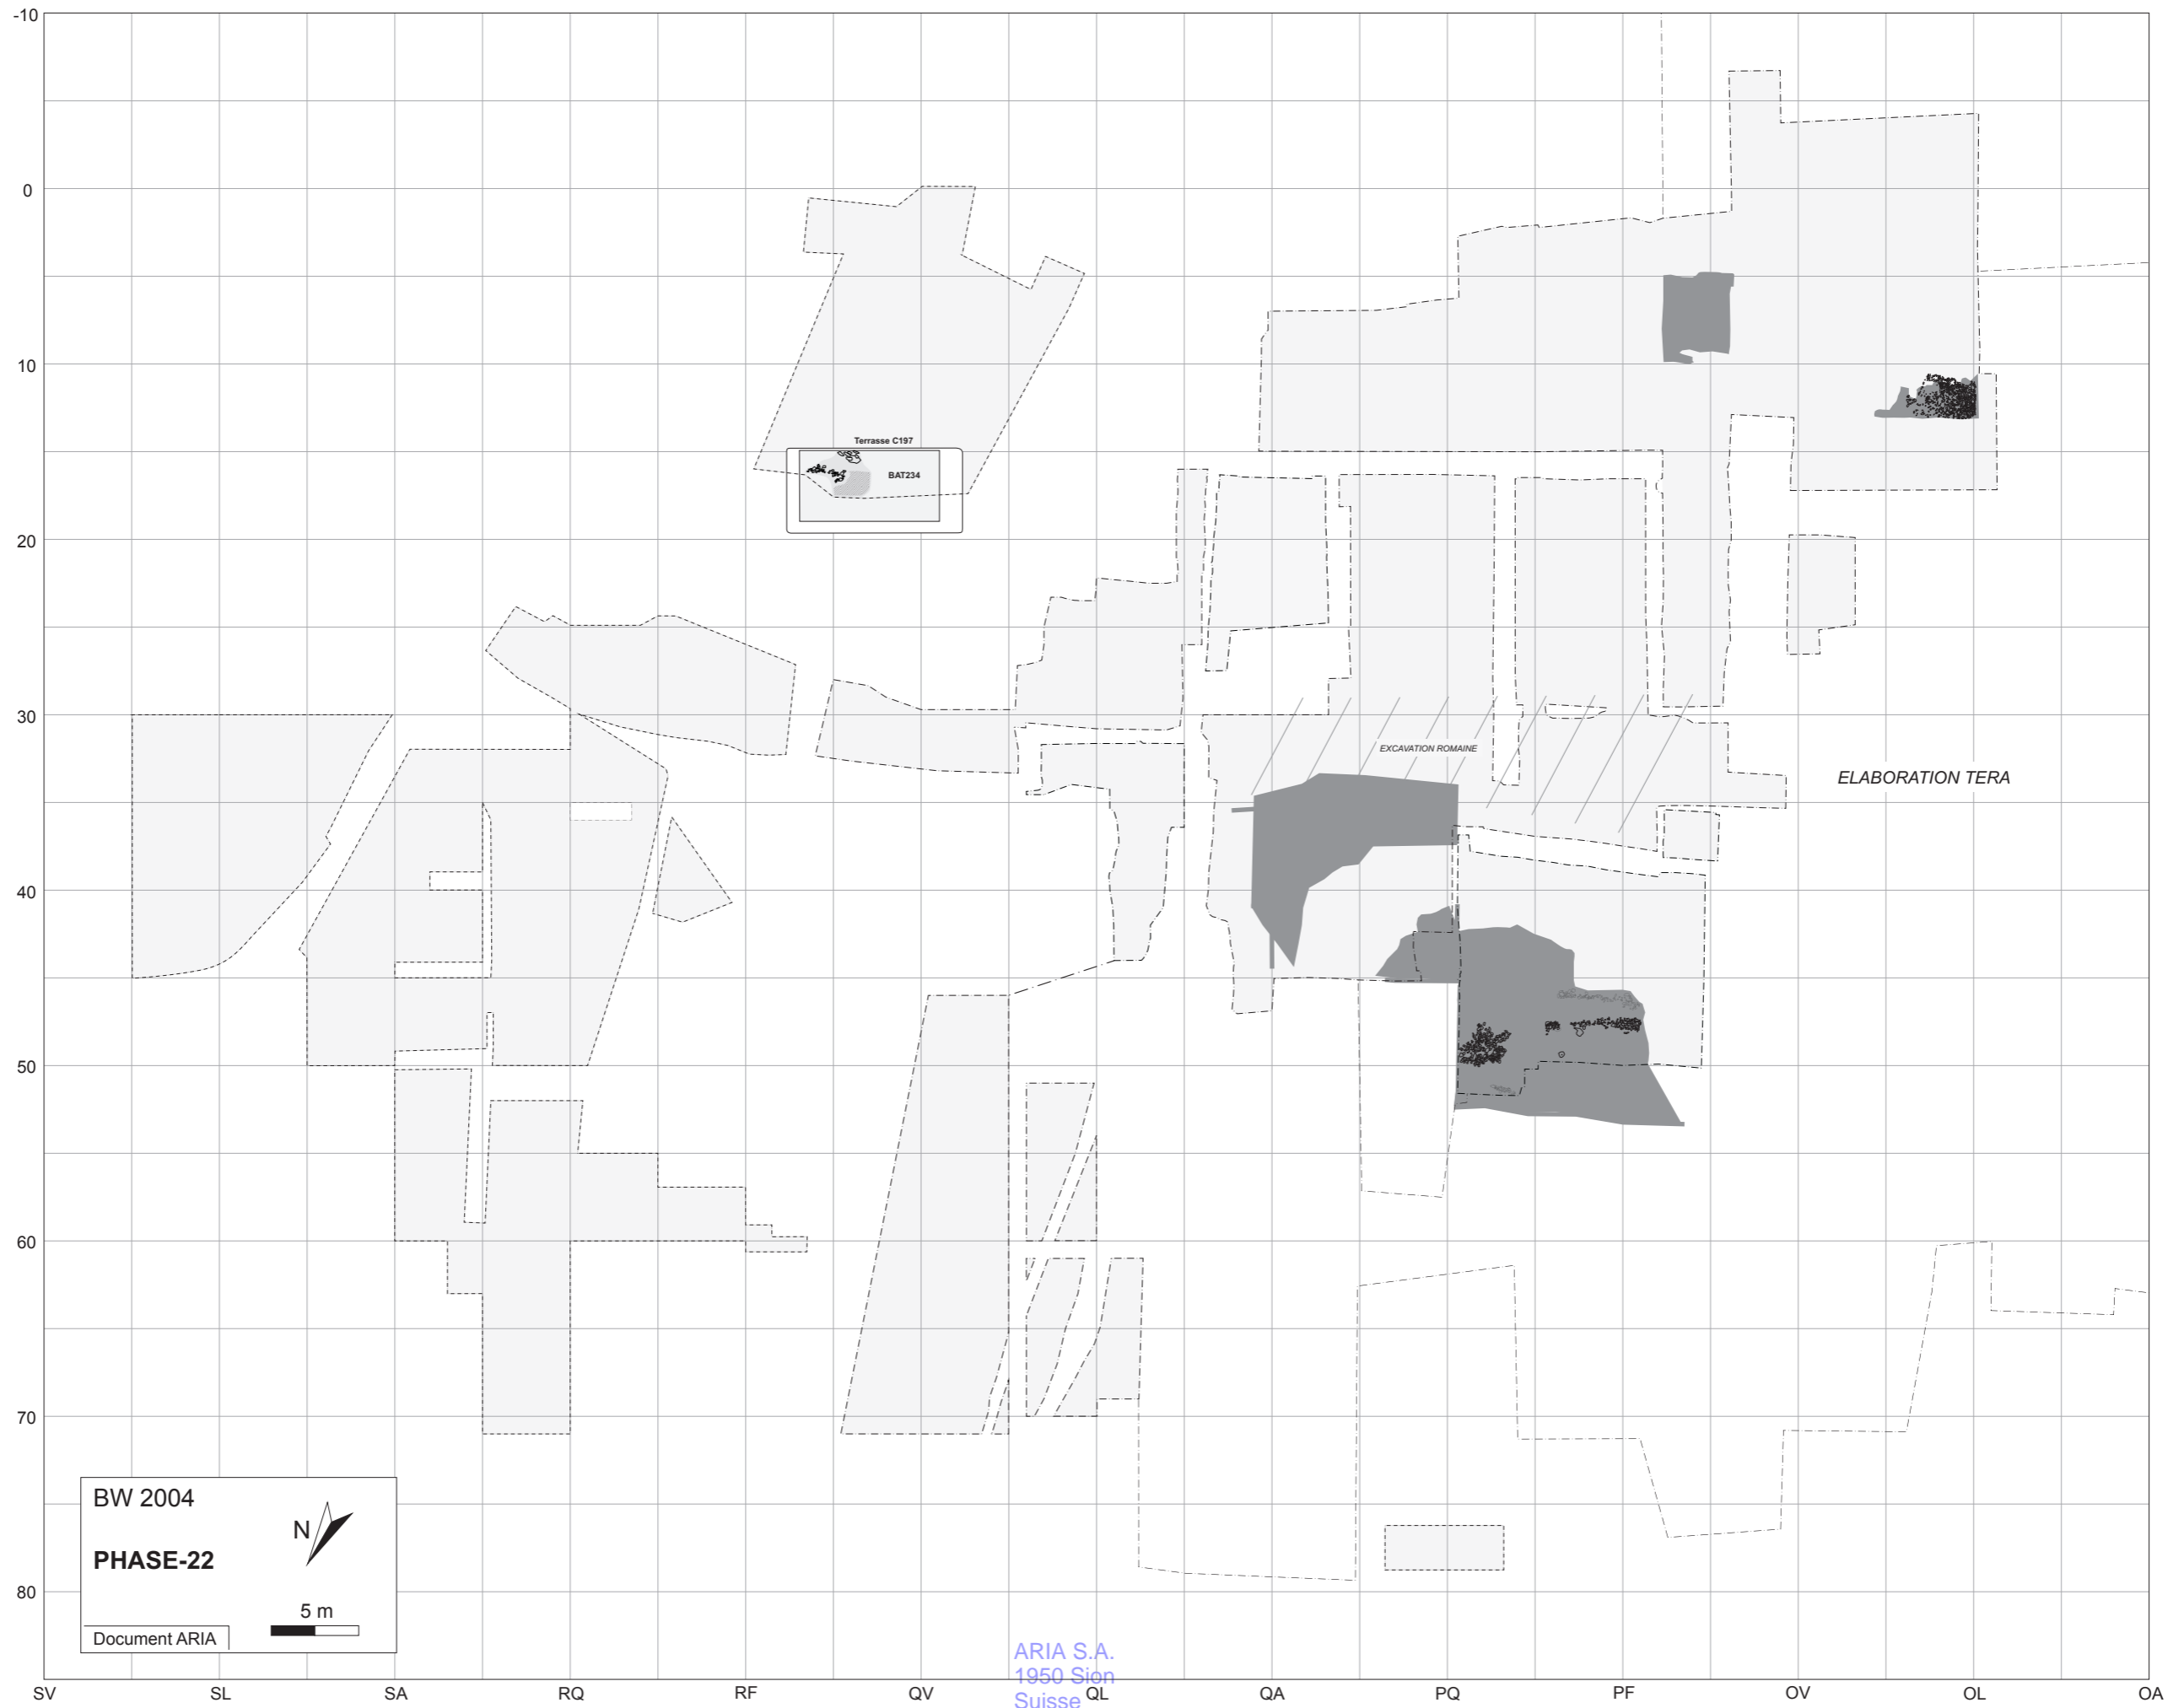 -10
0
10
20
30
40
50
60
70
80
Terrasse C197
BAT234
EXCAVATION ROMAINE
ELABORATION TERA
BW 2004
N
PHASE-22
5 m
Document ARIA
ARIA S.A.
1950 Sion
Suisse
SV SL SA RQ RF QV QL QA PQ PF OV OL OA